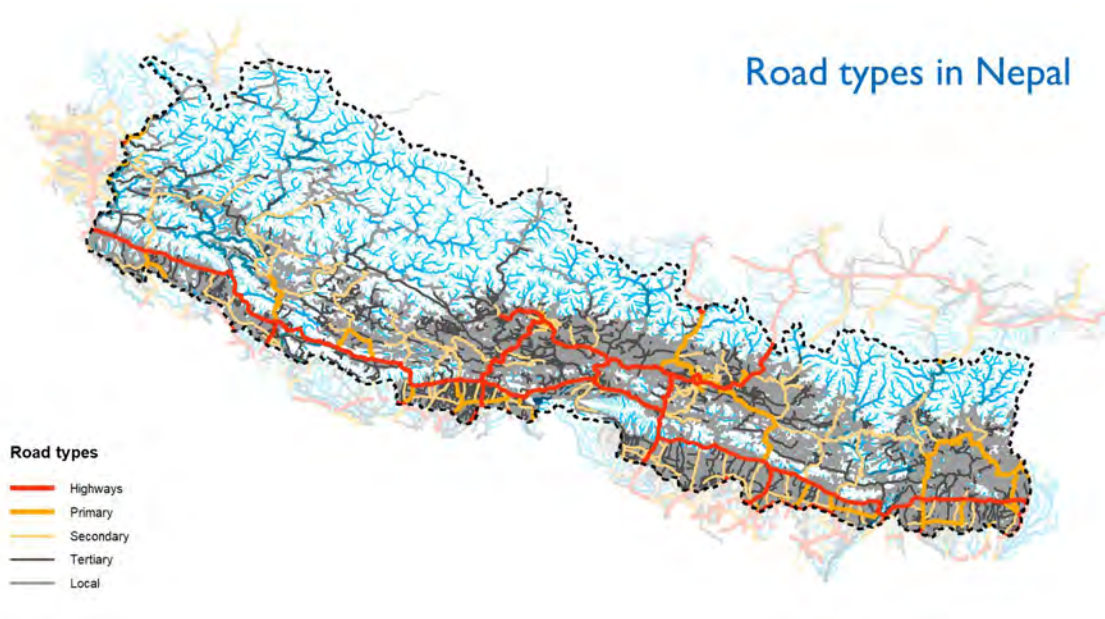 Road types in Nepal
Road types
Highways
Primary
Secondary
Tertiary
Local